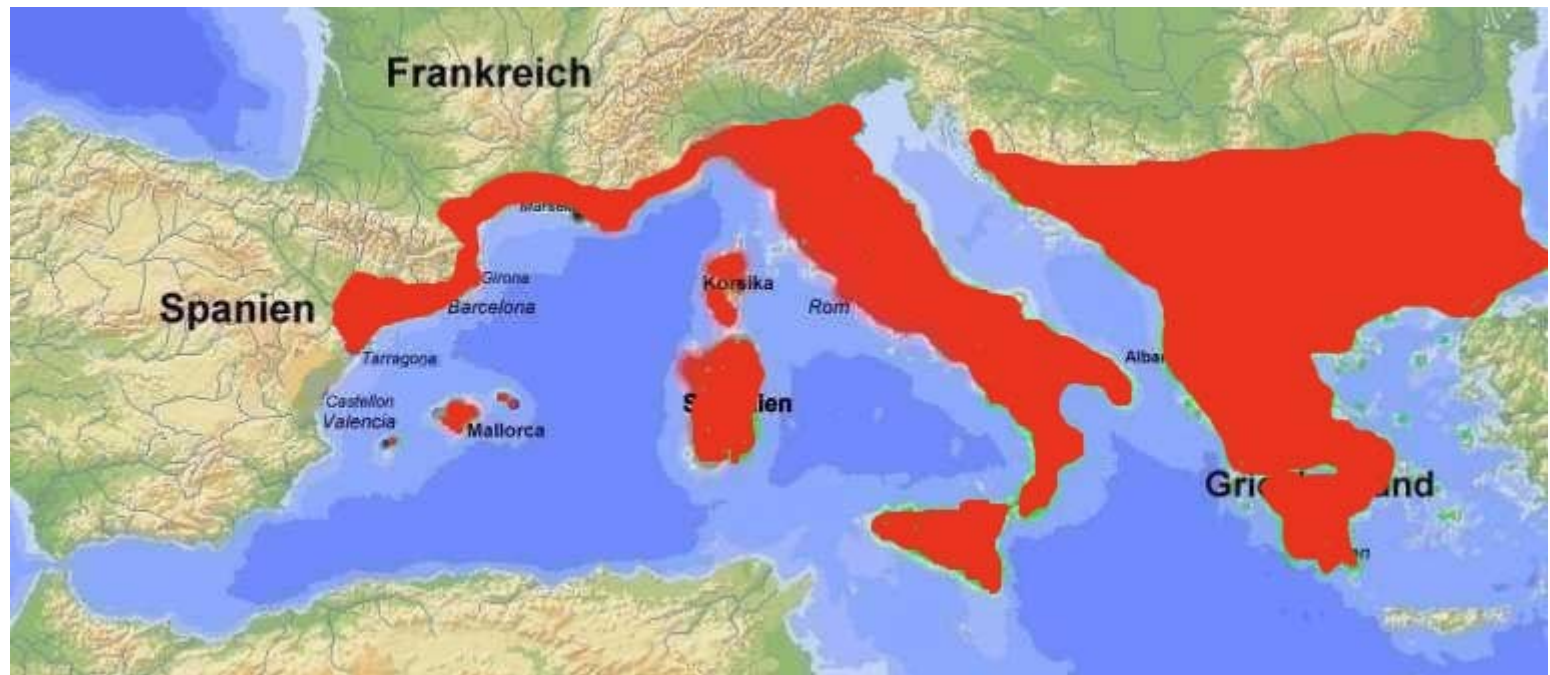 Frankreich
Girona
Korsika
Spanien
Barcelona
Rom
Tarragona
Castellon
Valencia
Mallorca